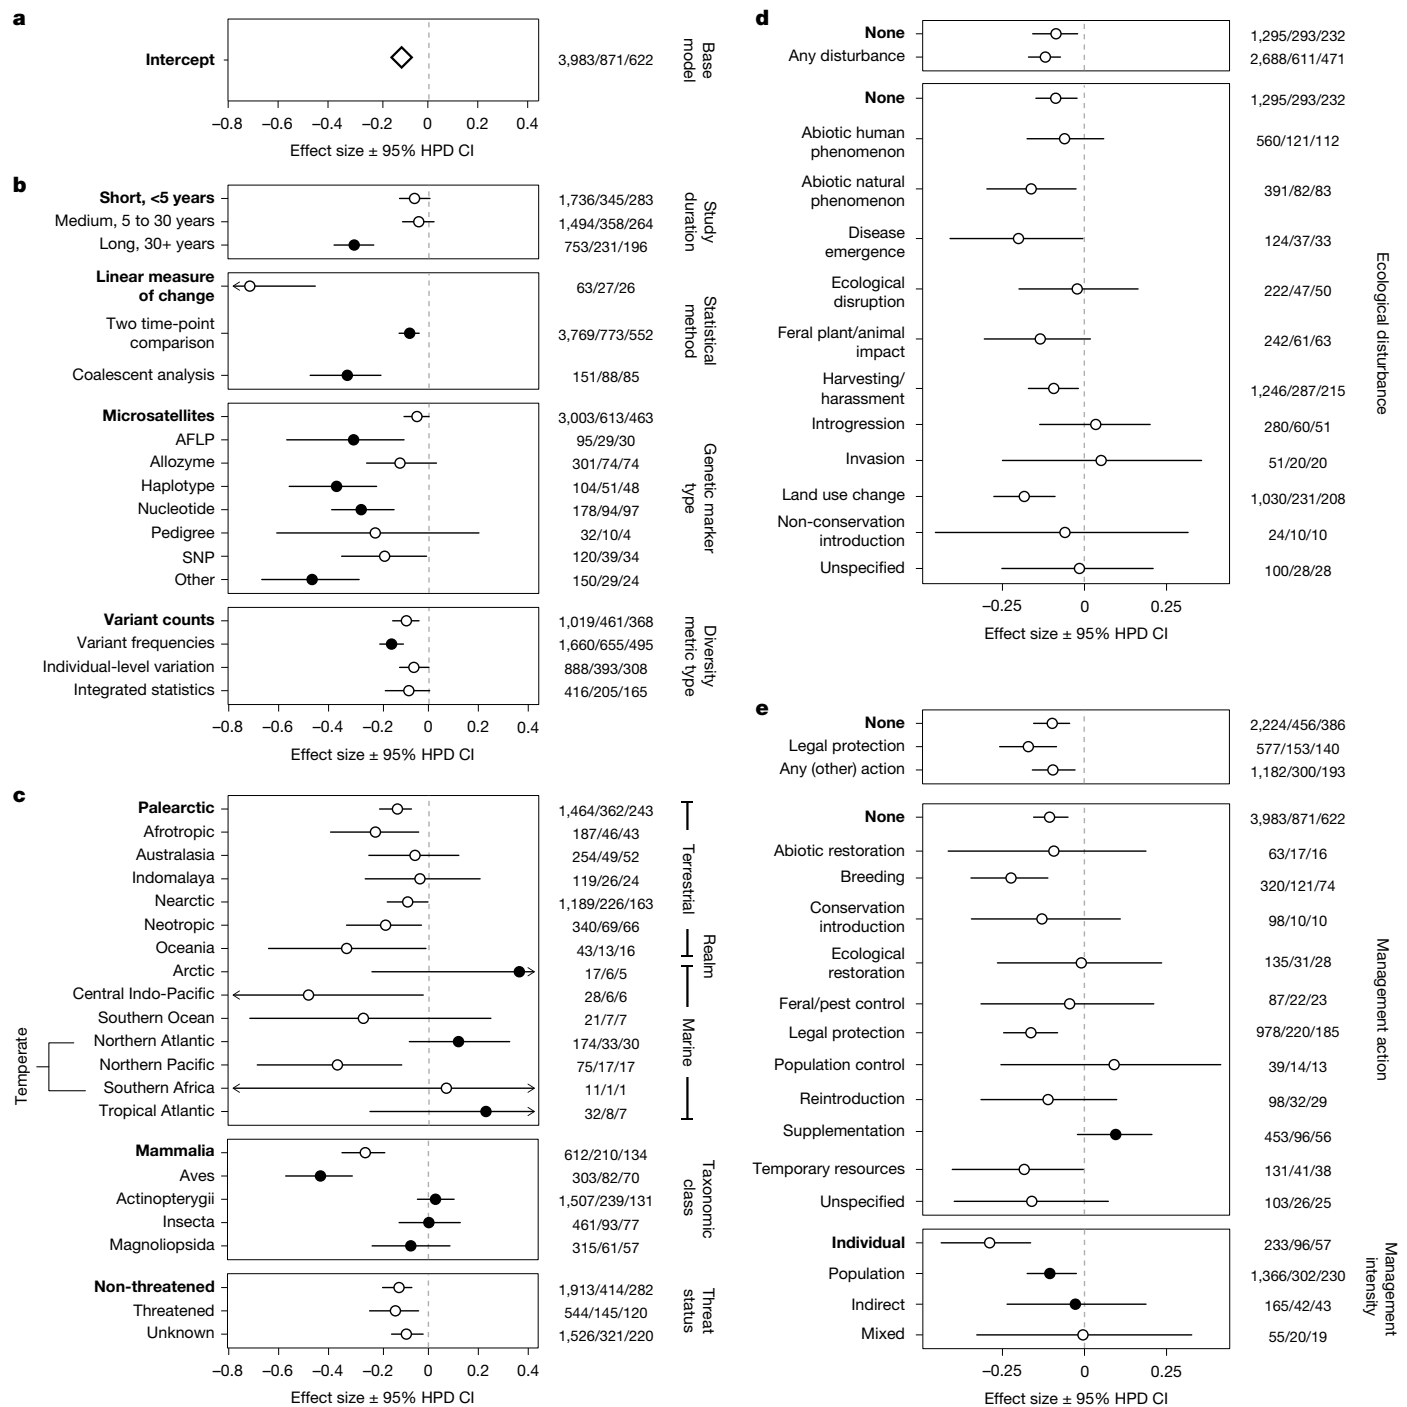 a
Intercept
3,983/871/622
Base
model
−0.8 −0.6 −0.4 −0.2 0 0.2 0.4
Effect size ± 95% HPD CI
b
Short, <5 years 1,736/345/283
Medium, 5 to 30 years 1,494/358/264
Long, 30+ years 753/231/196
Study
duration
Linear measure
of change 63/27/26
Two time-point
comparison 3,769/773/552
Coalescent analysis 151/88/85
Statistical
method
Microsatellites 3,003/613/463
AFLP 95/29/30
Allozyme 301/74/74
Haplotype 104/51/48
Nucleotide 178/94/97
Pedigree 32/10/4
SNP 120/39/34
Other 150/29/24
Genetic marker
type
Variant counts 1,019/461/368
Variant frequencies 1,660/655/495
Individual-level variation 888/393/308
Integrated statistics 416/205/165
Diversity
metric type
−0.8 −0.6 −0.4 −0.2 0 0.2 0.4
Effect size ± 95% HPD CI
c
Palearctic 1,464/362/243
Afrotropic 187/46/43
Australasia 254/49/52
Indomalaya 119/26/24
Nearctic 1,189/226/163
Neotropic 340/69/66
Oceania 43/13/16
Arctic 17/6/5
Central Indo-Pacific 28/6/6
Southern Ocean 21/7/7
Northern Atlantic 174/33/30
Northern Pacific 75/17/17
Southern Africa 11/1/1
Tropical Atlantic 32/8/7
Temperate
Terrestrial
Marine
Realm
Mammalia 612/210/134
Aves 303/82/70
Actinopterygii 1,507/239/131
Insecta 461/93/77
Magnoliopsida 315/61/57
Taxonomic
class
Non-threatened 1,913/414/282
Threatened 544/145/120
Unknown 1,526/321/220
Threat
status
−0.8 −0.6 −0.4 −0.2 0 0.2 0.4
Effect size ± 95% HPD CI
d
None 1,295/293/232
Any disturbance 2,688/611/471
None 1,295/293/232
Abiotic human
phenomenon 560/121/112
Abiotic natural
phenomenon 391/82/83
Disease
emergence 124/37/33
Ecological
disruption 222/47/50
Feral plant/animal
impact 242/61/63
Harvesting/
harassment 1,246/287/215
Introgression 280/60/51
Invasion 51/20/20
Land use change 1,030/231/208
Non-conservation
introduction 24/10/10
Unspecified 100/28/28
Ecological disturbance
−0.25 0 0.25
Effect size ± 95% HPD CI
e
None 2,224/456/386
Legal protection 577/153/140
Any (other) action 1,182/300/193
None 3,983/871/622
Abiotic restoration 63/17/16
Breeding 320/121/74
Conservation
introduction 98/10/10
Ecological
restoration 135/31/28
Feral/pest control 87/22/23
Legal protection 978/220/185
Population control 39/14/13
Reintroduction 98/32/29
Supplementation 453/96/56
Temporary resources 131/41/38
Unspecified 103/26/25
Management action
Individual 233/96/57
Population 1,366/302/230
Indirect 165/42/43
Mixed 55/20/19
Management
intensity
−0.25 0 0.25
Effect size ± 95% HPD CI